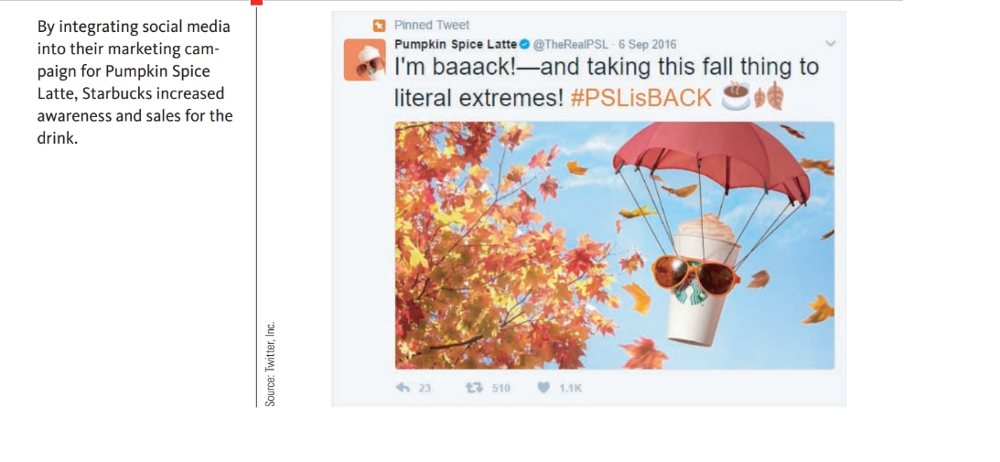 By integrating social media
into their marketing cam-
paign for Pumpkin Spice
Latte, Starbucks increased
awareness and sales for the
drink.
Source: Twitter, Inc.
Pinned Tweet
Pumpkin Spice Latte @TheRealPSL · 6 Sep 2016
I'm baaack!—and taking this fall thing to
literal extremes! #PSLisBACK
23 510 1.1K